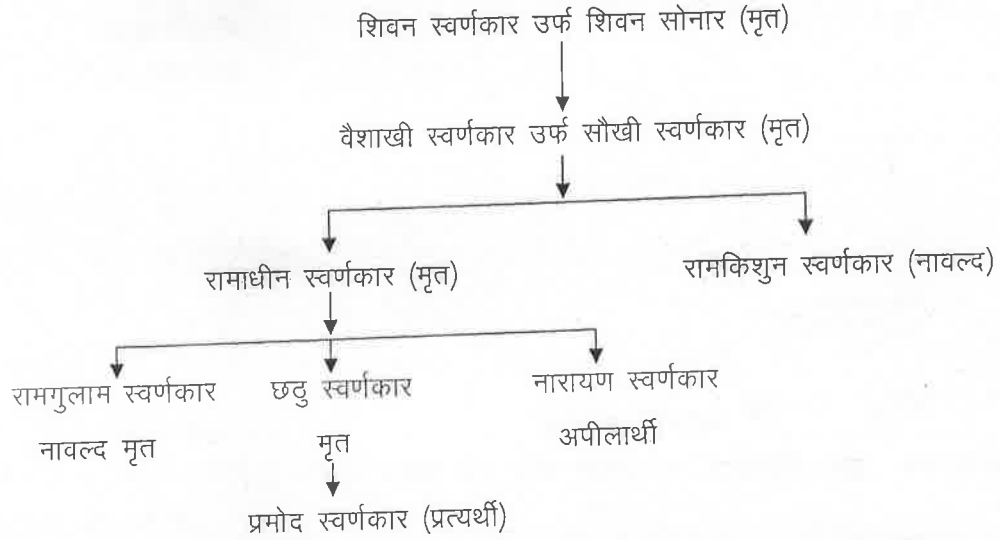 शिवन स्वर्णकार उर्फ शिवन सोनार (मृत)
वैशाखी स्वर्णकार उर्फ सौखी स्वर्णकार (मृत)
रामाधीन स्वर्णकार (मृत)
रामकिशुन स्वर्णकार (नावल्द)
रामगुलाम स्वर्णकार
नावल्द मृत
छठु स्वर्णकार
मृत
नारायण स्वर्णकार
अपीलार्थी
प्रमोद स्वर्णकार (प्रत्यर्थी)